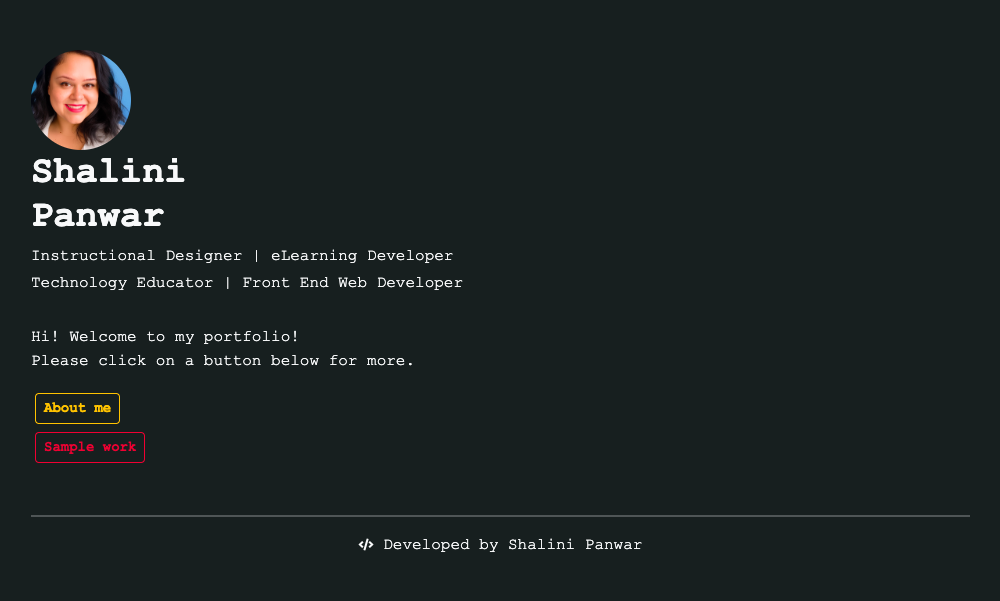 Shalini
Panwar
Instructional Designer | eLearning Developer
Technology Educator | Front End Web Developer
Hi! Welcome to my portfolio!
Please click on a button below for more.
About me
Sample work
</> Developed by Shalini Panwar